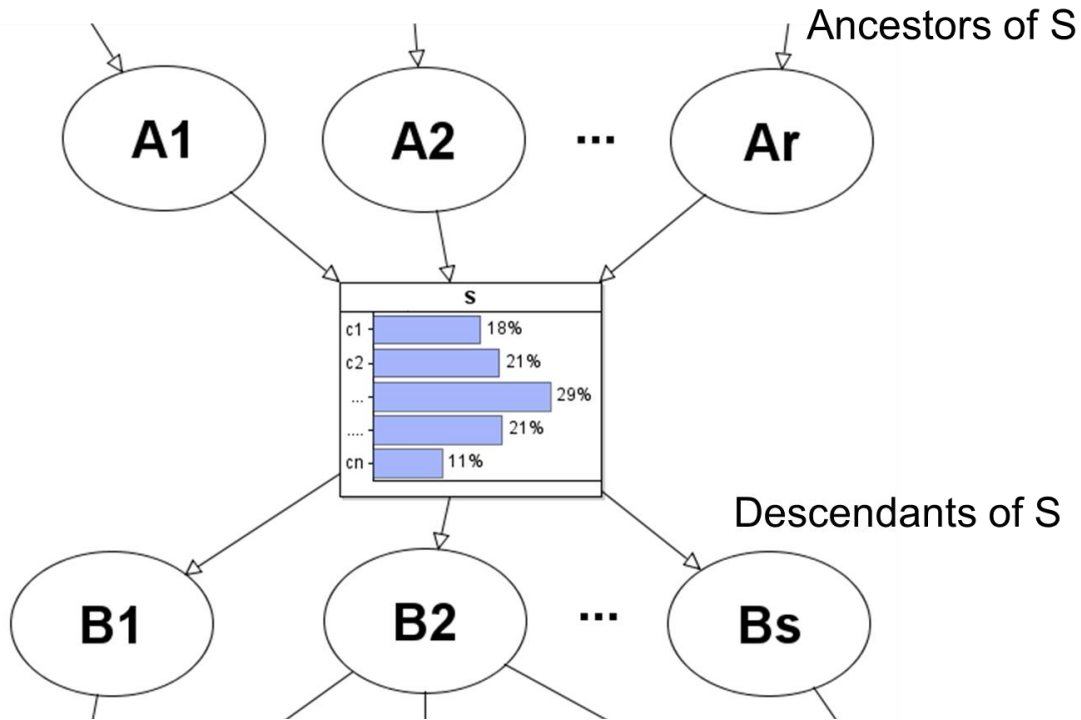 Ancestors of S
A1 A2 ... Ar
S
c1 18%
c2 21%
... 29%
.... 21%
cn 11%
Descendants of S
B1 B2 ... Bs